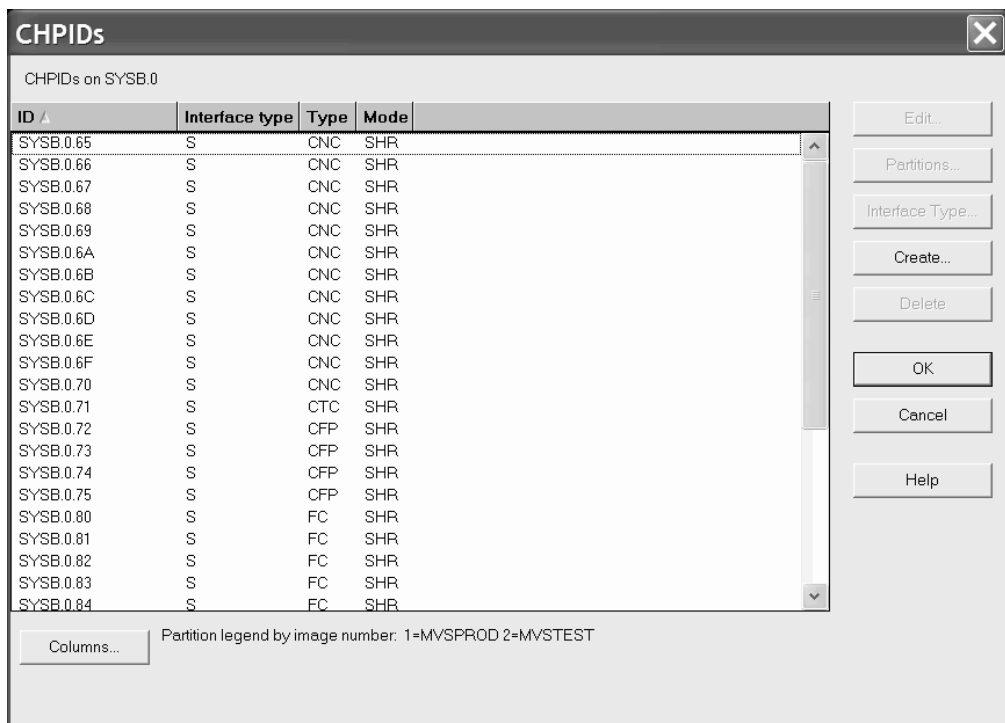 CHPIDs
CHPIDs on SYSB.0
ID Interface type Type Mode
SYSB.0.65 S CNC SHR
SYSB.0.66 S CNC SHR
SYSB.0.67 S CNC SHR
SYSB.0.68 S CNC SHR
SYSB.0.69 S CNC SHR
SYSB.0.6A S CNC SHR
SYSB.0.6B S CNC SHR
SYSB.0.6C S CNC SHR
SYSB.0.6D S CNC SHR
SYSB.0.6E S CNC SHR
SYSB.0.6F S CNC SHR
SYSB.0.70 S CNC SHR
SYSB.0.71 S CTC SHR
SYSB.0.72 S CFP SHR
SYSB.0.73 S CFP SHR
SYSB.0.74 S CFP SHR
SYSB.0.75 S CFP SHR
SYSB.0.80 S FC SHR
SYSB.0.81 S FC SHR
SYSB.0.82 S FC SHR
SYSB.0.83 S FC SHR
SYSB.0.84 S FC SHR
Edit...
Partitions...
Interface Type...
Create...
Delete
OK
Cancel
Help
Columns...
Partition legend by image number: 1=MVSPROD 2=MVSTEST